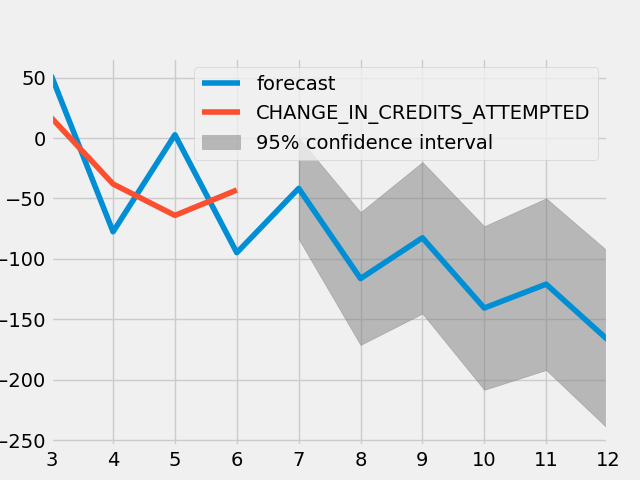 forecast
CHANGE_IN_CREDITS_ATTEMPTED
95% confidence interval
50
0
−50
−100
−150
−200
−250
3 4 5 6 7 8 9 10 11 12